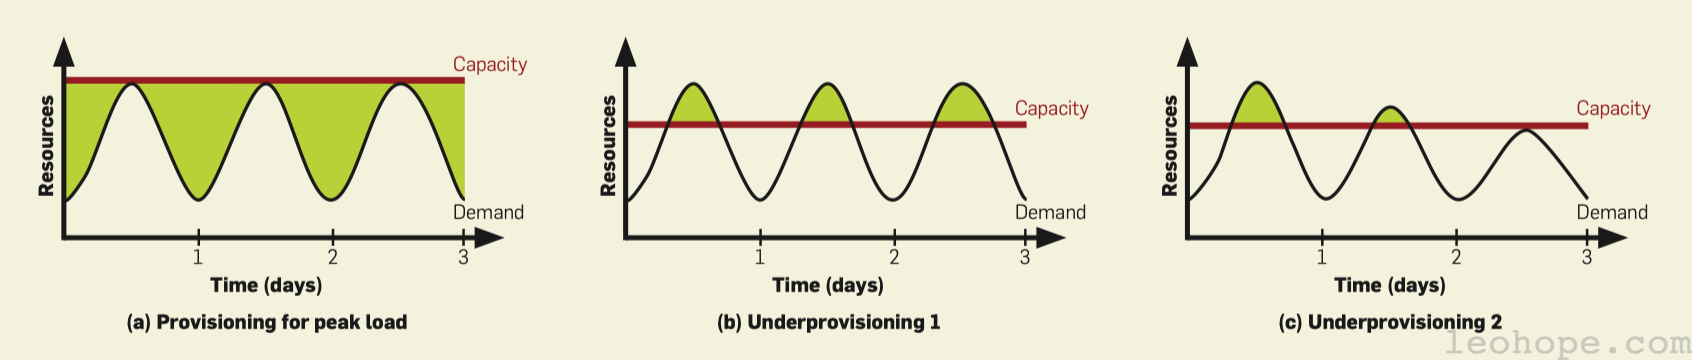 Capacity
Resources
Demand
1 2 3
Time (days)
(a) Provisioning for peak load
Capacity
Resources
Demand
1 2 3
Time (days)
(b) Underprovisioning 1
Capacity
Resources
Demand
1 2 3
Time (days)
(c) Underprovisioning 2
leohope.com